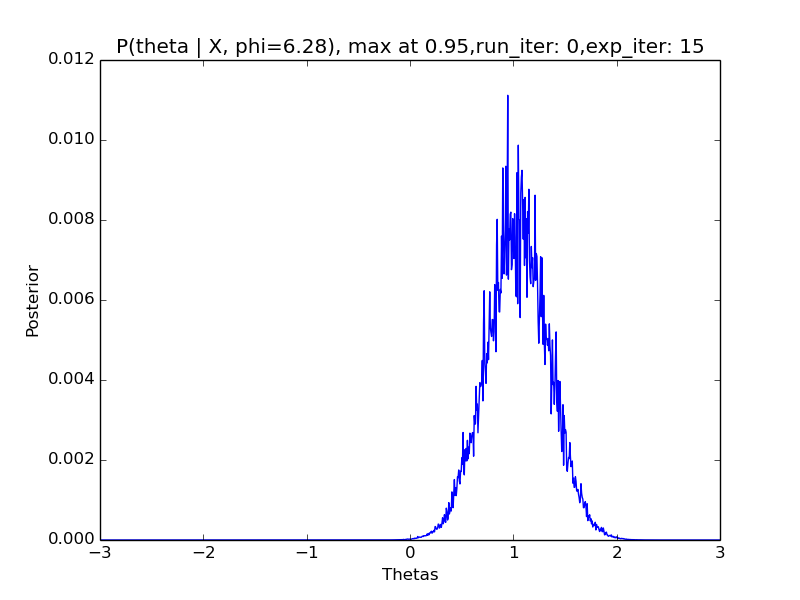 P(theta | X, phi=6.28), max at 0.95,run_iter: 0,exp_iter: 15
0.012
0.010
0.008
0.006
0.004
0.002
0.000
Posterior
−3 −2 −1 0 1 2 3
Thetas